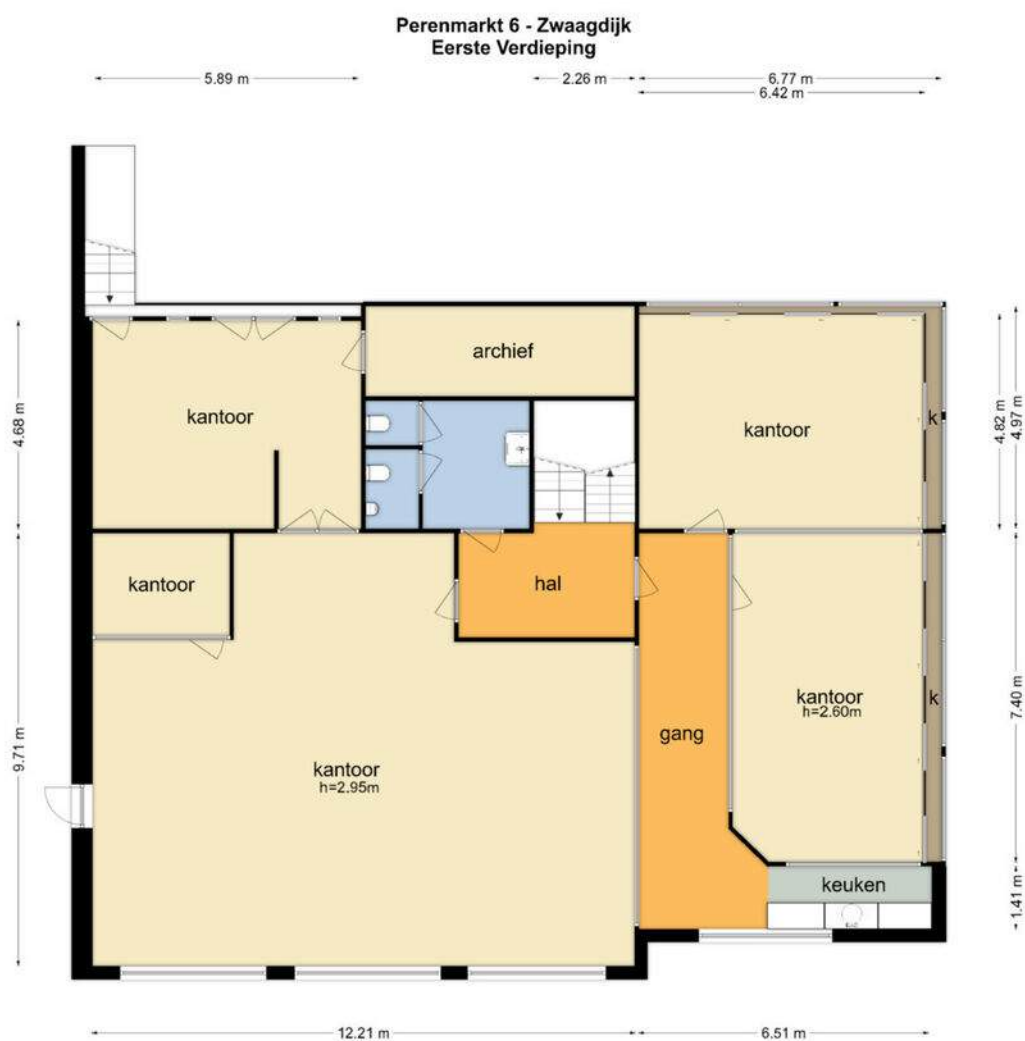 Perenmarkt 6 - Zwaagdijk
Eerste Verdieping
5.89 m
2.26 m
6.77 m
6.42 m
archief
kantoor
kantoor
k
4.68 m
4.82 m
4.97 m
kantoor
hal
kantoor
h=2.60m
k
gang
kantoor
h=2.95m
9.71 m
7.40 m
keuken
1.41 m
12.21 m
6.51 m